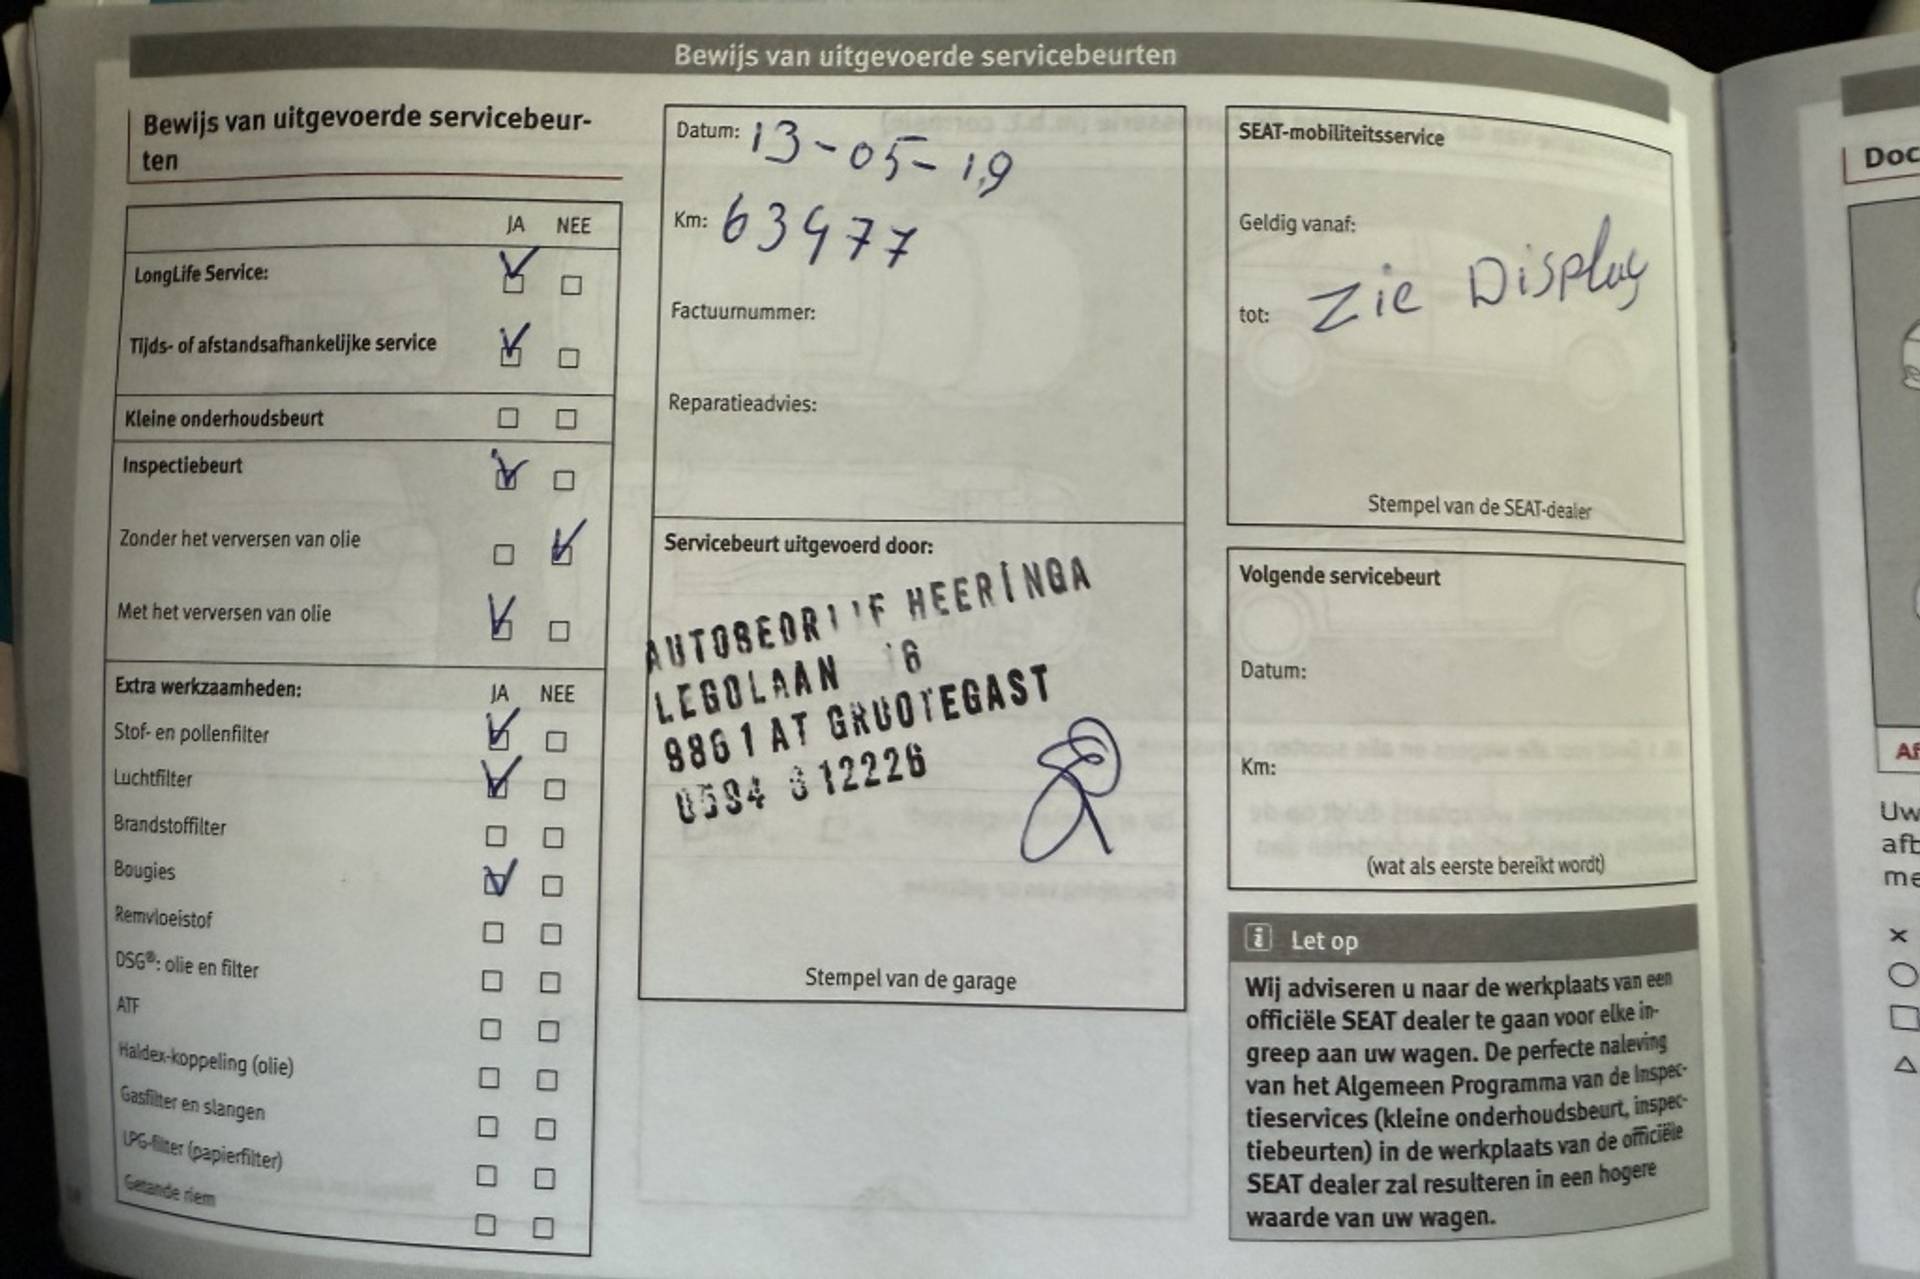 Bewijs van uitgevoerde servicebeurten
Bewijs van uitgevoerde servicebeur-
ten
JA NEE
LongLife Service:
Tijds- of afstandsafhankelijke service
Kleine onderhoudsbeurt
Inspectiebeurt
Zonder het verversen van olie
Met het verversen van olie
Extra werkzaamheden: JA NEE
Stof- en pollenfilter
Luchtfilter
Brandstoffilter
Bougies
Remvloeistof
DSG®: olie en filter
ATF
Haldex-koppeling (olie)
Gasfilter en slangen
LPG-filter (papierfilter)
Getande riem
Datum: 13-05-19
Km: 63477
Factuurnummer:
Reparatieadvies:
Servicebeurt uitgevoerd door:
AUTOBEDRIJF HEERINGA
LEGOLAAN 16
9861 AT GROOTEGAST
0594 612226
Stempel van de garage
SEAT-mobiliteitsservice
Geldig vanaf:
tot: Zie Display
Stempel van de SEAT-dealer
Volgende servicebeurt
Datum:
Km:
(wat als eerste bereikt wordt)
i Let op
Wij adviseren u naar de werkplaats van een
officiële SEAT dealer te gaan voor elke in-
greep aan uw wagen. De perfecte naleving
van het Algemeen Programma van de Inspec-
tieservices (kleine onderhoudsbeurt, inspec-
tiebeurten) in de werkplaats van de officiële
SEAT dealer zal resulteren in een hogere
waarde van uw wagen.
Doc
Af
Uw
afb
me